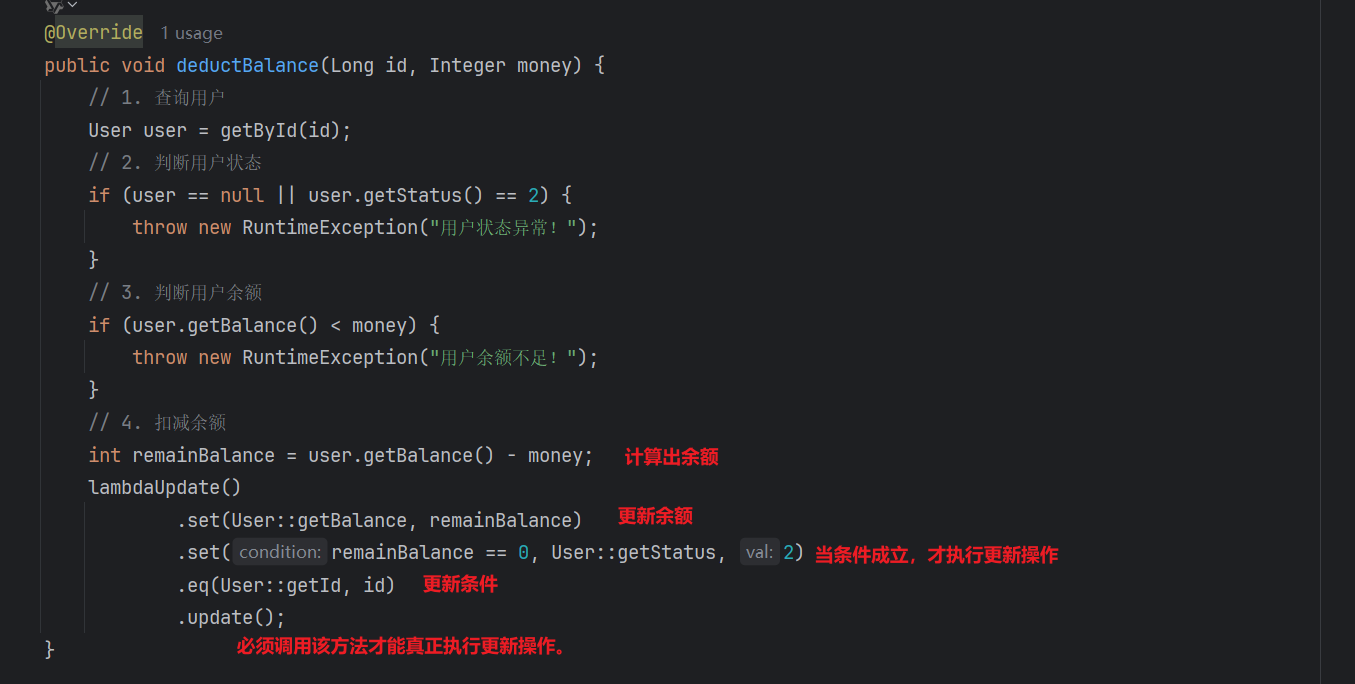 @Override 1 usage
public void deductBalance(Long id, Integer money) {
// 1. 查询用户
User user = getById(id);
// 2. 判断用户状态
if (user == null || user.getStatus() == 2) {
throw new RuntimeException("用户状态异常！");
}
// 3. 判断用户余额
if (user.getBalance() < money) {
throw new RuntimeException("用户余额不足！");
}
// 4. 扣减余额
int remainBalance = user.getBalance() - money; 计算出余额
lambdaUpdate()
.set(User::getBalance, remainBalance) 更新余额
.set( condition: remainBalance == 0, User::getStatus, val: 2) 当条件成立，才执行更新操作
.eq(User::getId, id) 更新条件
.update();
} 必须调用该方法才能真正执行更新操作。